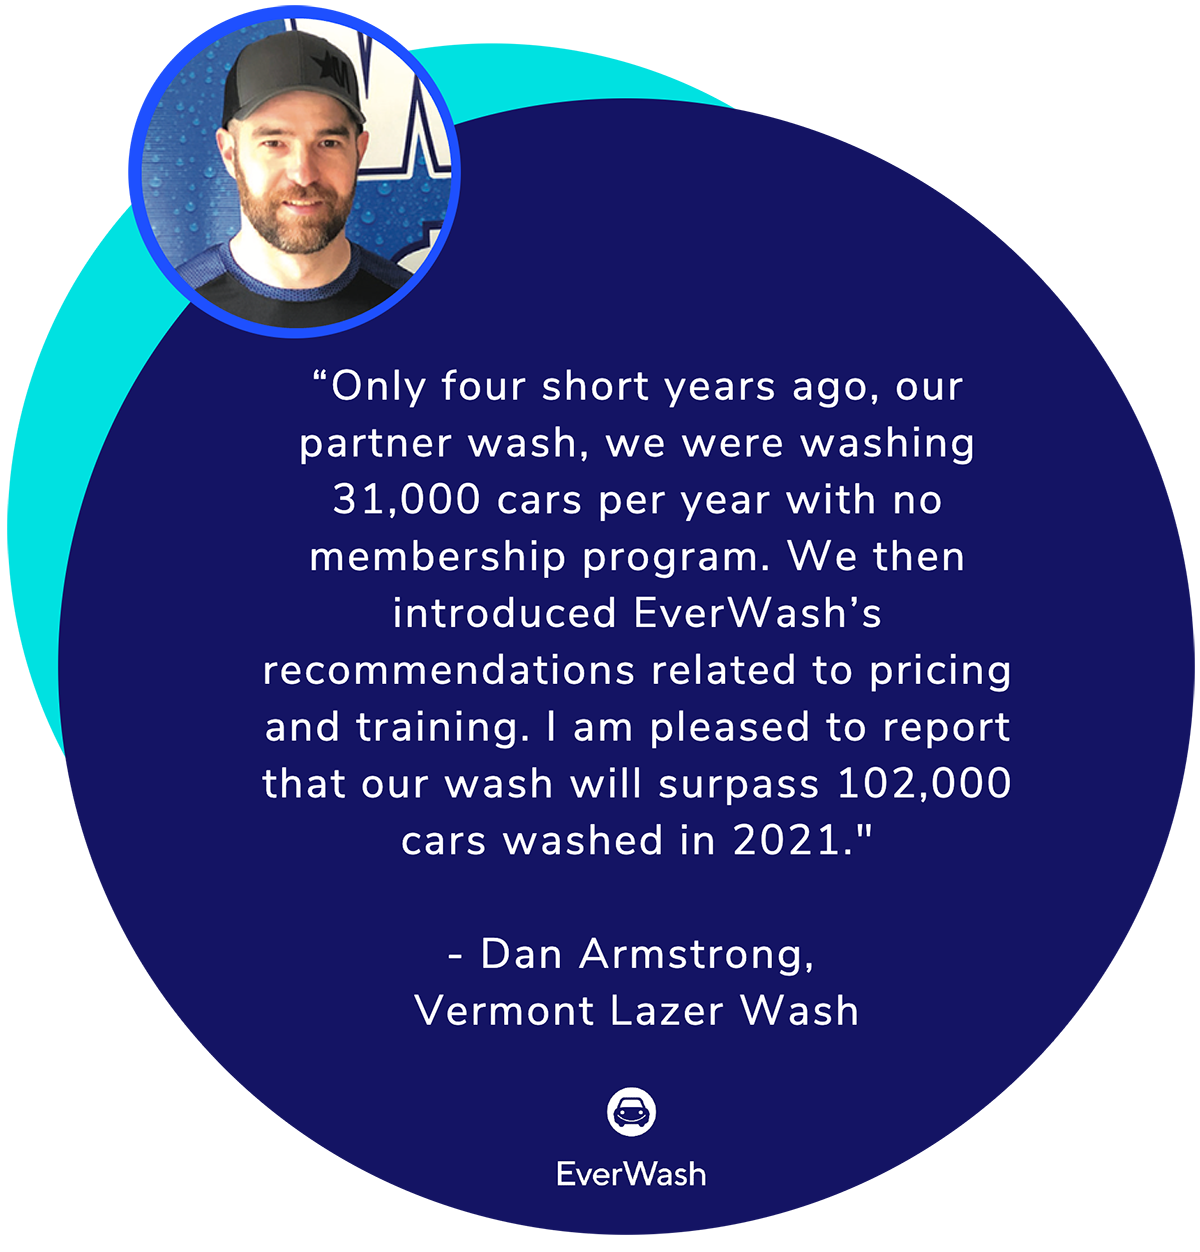 “Only four short years ago, our
partner wash, we were washing
31,000 cars per year with no
membership program. We then
introduced EverWash’s
recommendations related to pricing
and training. I am pleased to report
that our wash will surpass 102,000
cars washed in 2021."
- Dan Armstrong,
Vermont Lazer Wash
EverWash